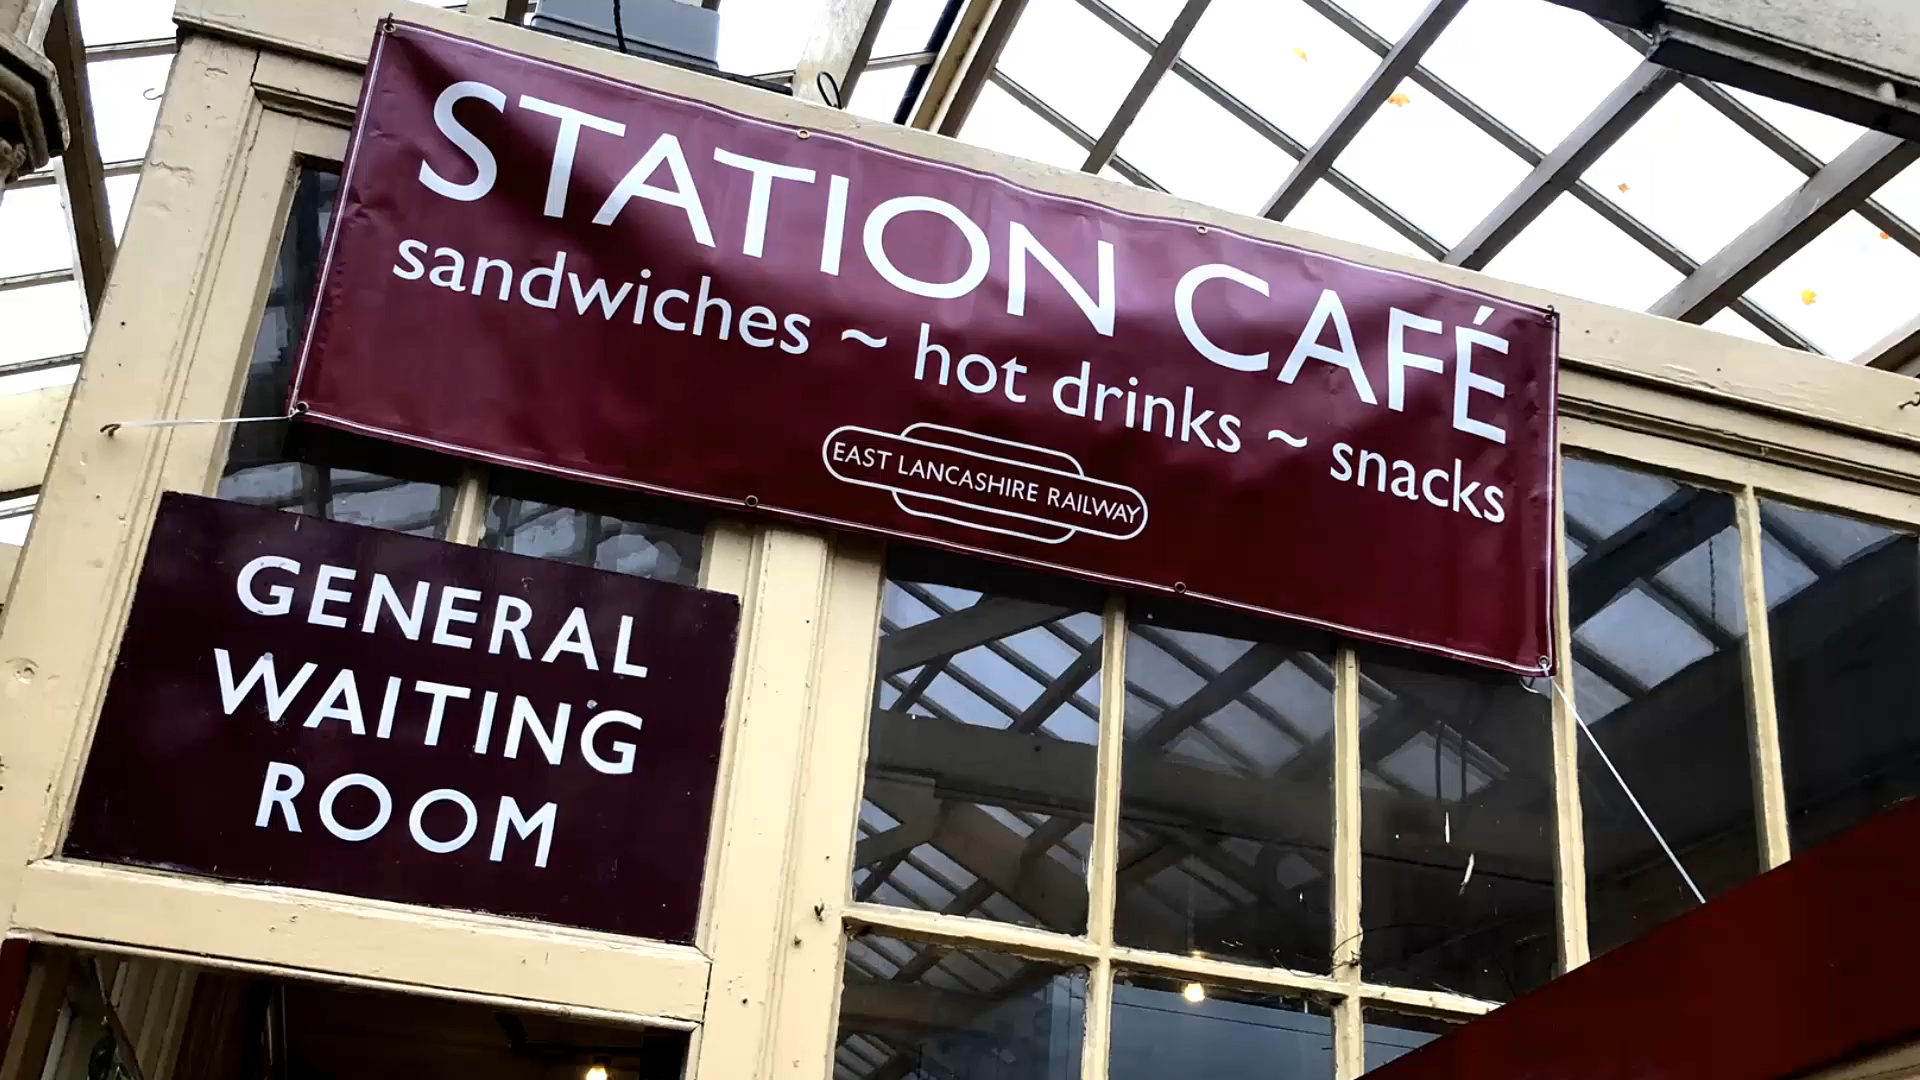 STATION CAFÉ
sandwiches ~ hot drinks ~ snacks
EAST LANCASHIRE RAILWAY
GENERAL
WAITING
ROOM